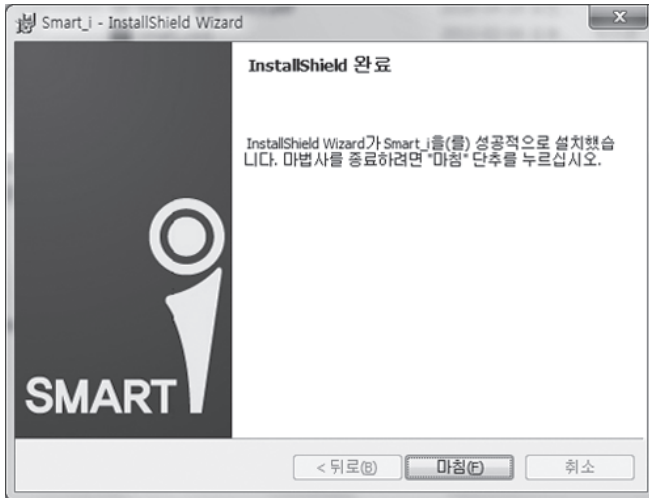 Smart_i - InstallShield Wizard
InstallShield 완료
InstallShield Wizard가 Smart_i을(를) 성공적으로 설치했습
니다. 마법사를 종료하려면 "마침" 단추를 누르십시오.
SMART i
< 뒤로(B)
마침(F)
취소